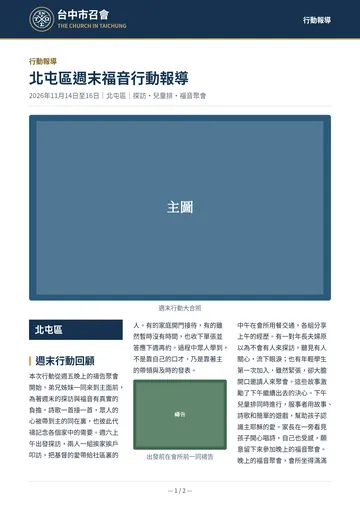 台中市召會
THE CHURCH IN TAICHUNG
行動報導
行動報導
北屯區週末福音行動報導
2026年11月14日至16日｜北屯區｜探訪・兒童排・福音聚會
主圖
週末行動大合照
北屯區
週末行動回顧
本次行動從週五晚上的禱告聚會
開始。弟兄姊妹一同來到主面前，
為著週末的探訪與福音有真實的
負擔。詩歌一首接一首，眾人的
心被帶到主的同在裏，也彼此代
禱記念各個家中的需要。週六上
午出發探訪，兩人一組挨家挨戶
叩訪，把基督的愛帶給社區裏的
人。有的家庭開門接待，有的雖
然暫時沒有時間，也收下單張並
答應下週再約。過程中眾人學到，
不是靠自己的口才，乃是靠著主
的帶領與及時的發表。
禱告
出發前在會所前一同禱告
中午在會所用餐交通，各組分享
上午的經歷。有一對年長夫婦原
以為不會有人來探訪，聽見有人
關心，流下眼淚；也有年輕學生
第一次加入，雖然緊張，卻大膽
開口邀請人來聚會。這些故事激
勵了下午繼續出去的決心。下午
兒童排同時進行，服事者用故事、
詩歌和簡單的遊戲，幫助孩子認
識主耶穌的愛。家長在一旁看見
孩子開心唱詩，自己也受感，願
意留下來參加晚上的福音聚會。
晚上的福音聚會，會所坐得滿滿
— 1 / 2 —